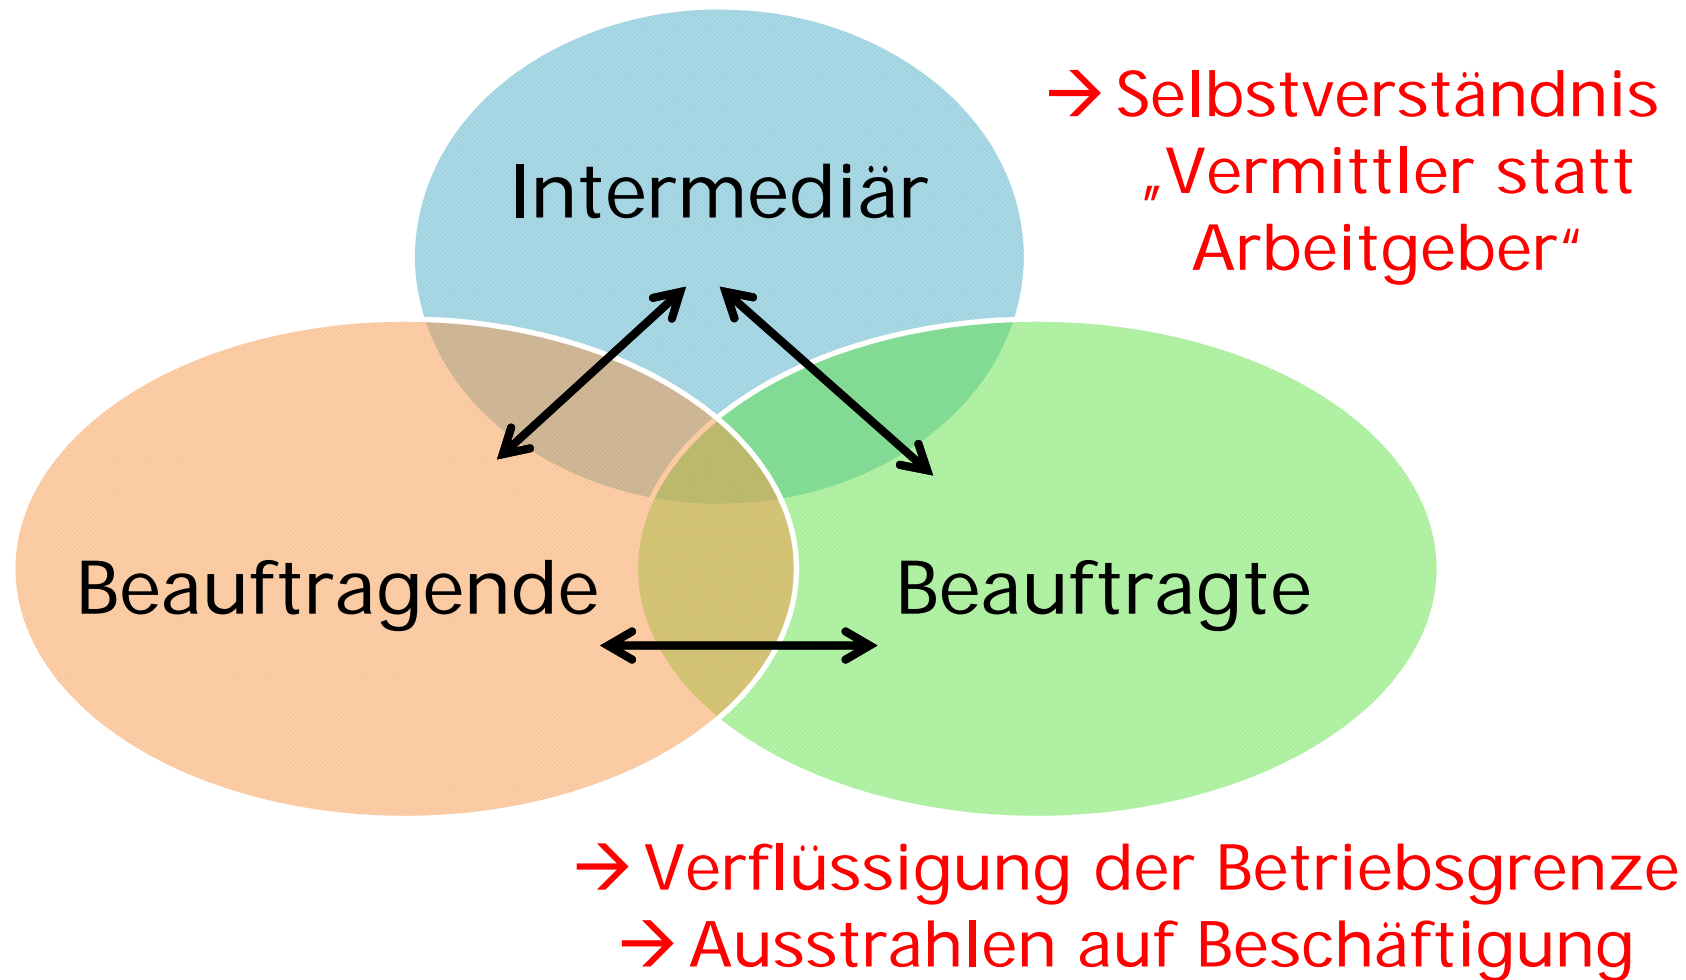 Intermediär
→ Selbstverständnis
„Vermittler statt
Arbeitgeber“
Beauftragende
Beauftragte
→ Verflüssigung der Betriebsgrenze
→ Ausstrahlen auf Beschäftigung